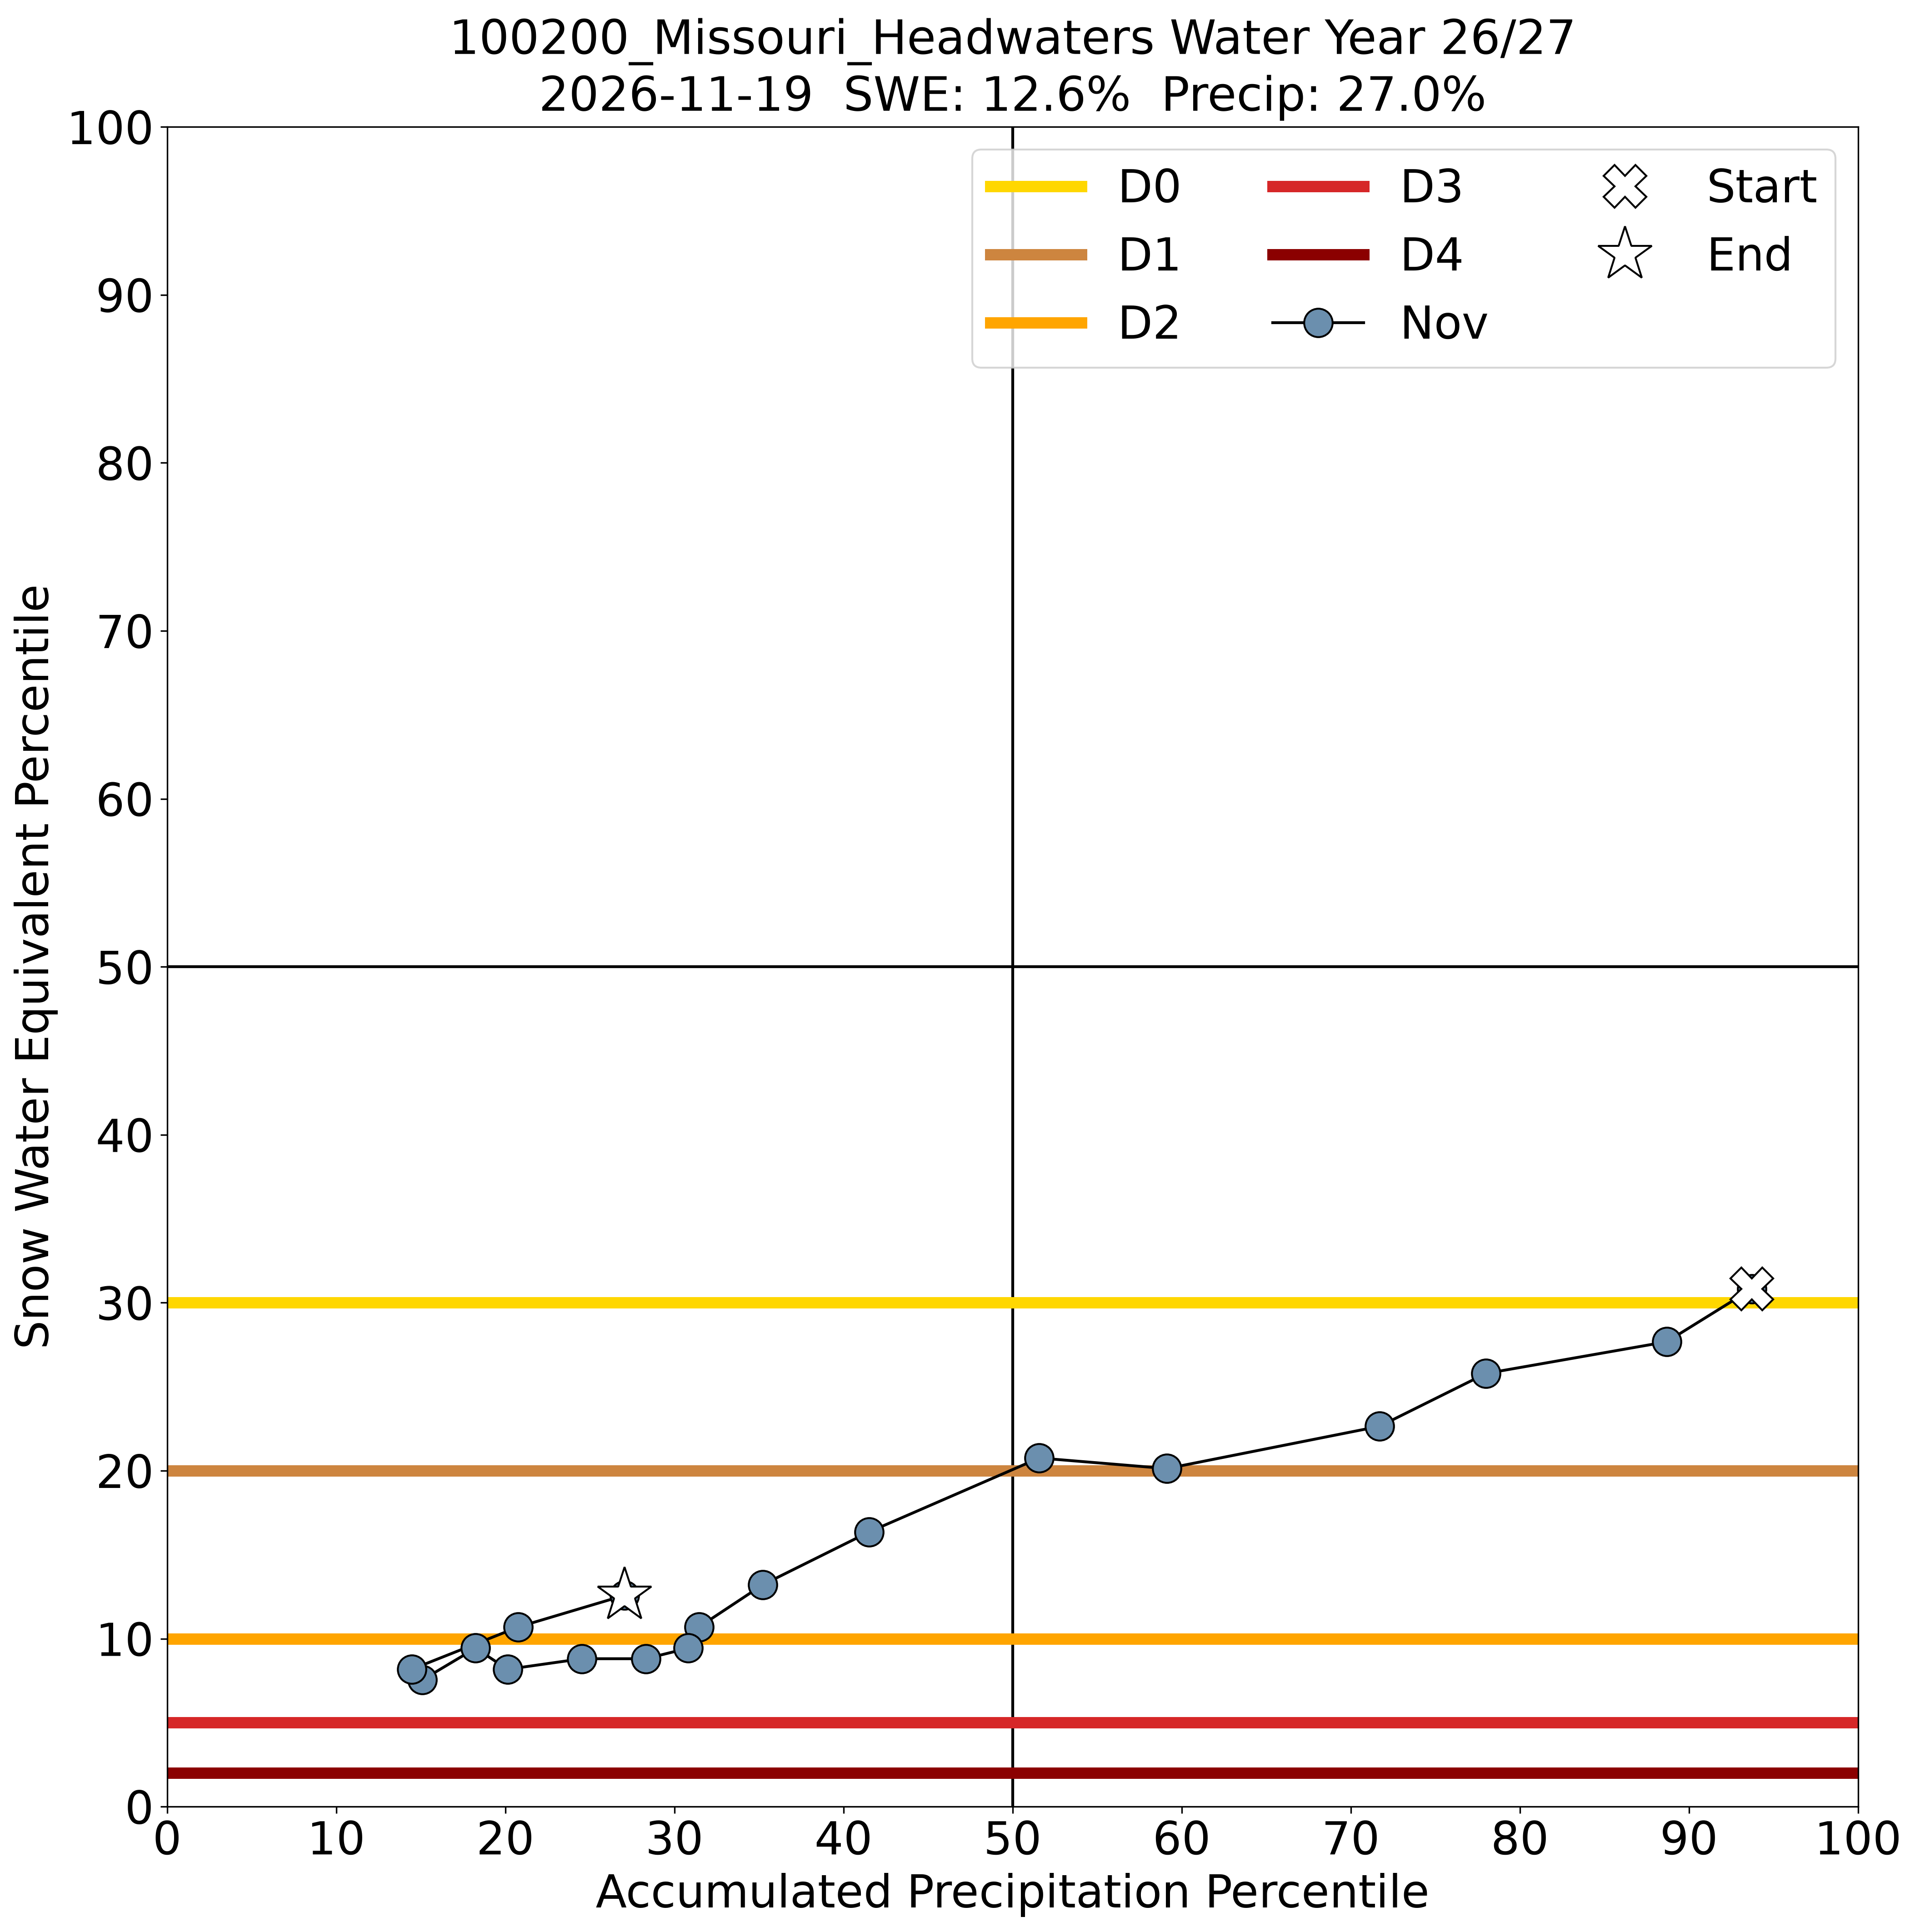 100200_Missouri_Headwaters Water Year 26/27
2026-11-19 SWE: 12.6% Precip: 27.0%
D0
D1
D2
D3
D4
Nov
Start
End
Snow Water Equivalent Percentile
100
90
80
70
60
50
40
30
20
10
0
0 10 20 30 40 50 60 70 80 90 100
Accumulated Precipitation Percentile